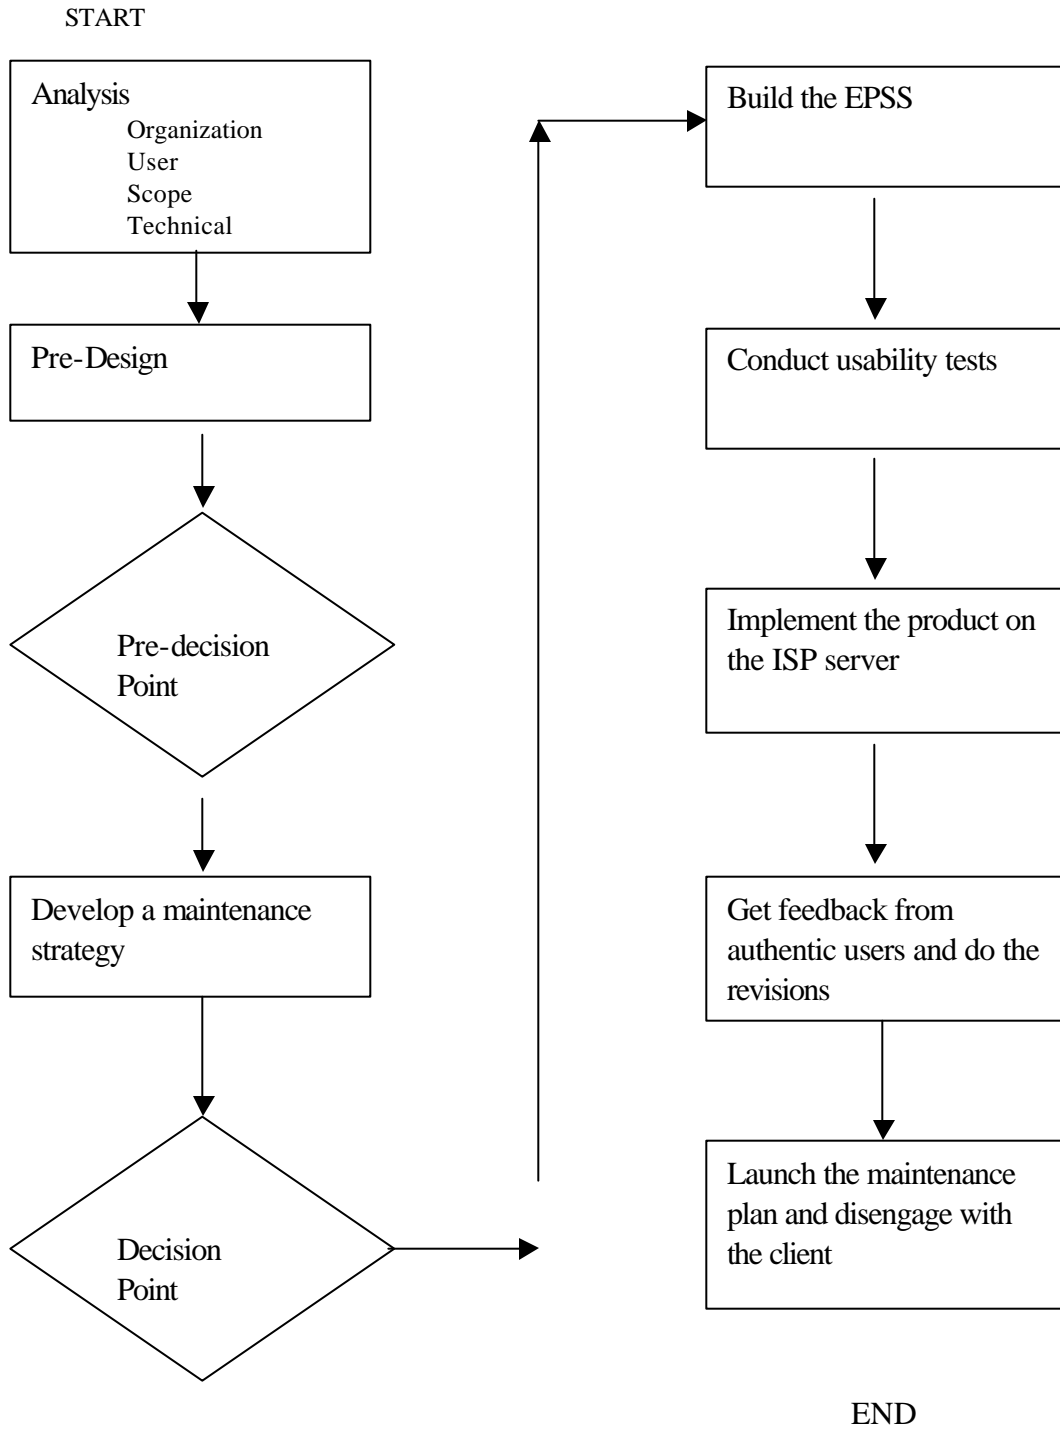 START
Analysis
Organization
User
Scope
Technical
Pre-Design
Pre-decision
Point
Develop a maintenance
strategy
Decision
Point
Build the EPSS
Conduct usability tests
Implement the product on
the ISP server
Get feedback from
authentic users and do the
revisions
Launch the maintenance
plan and disengage with
the client
END